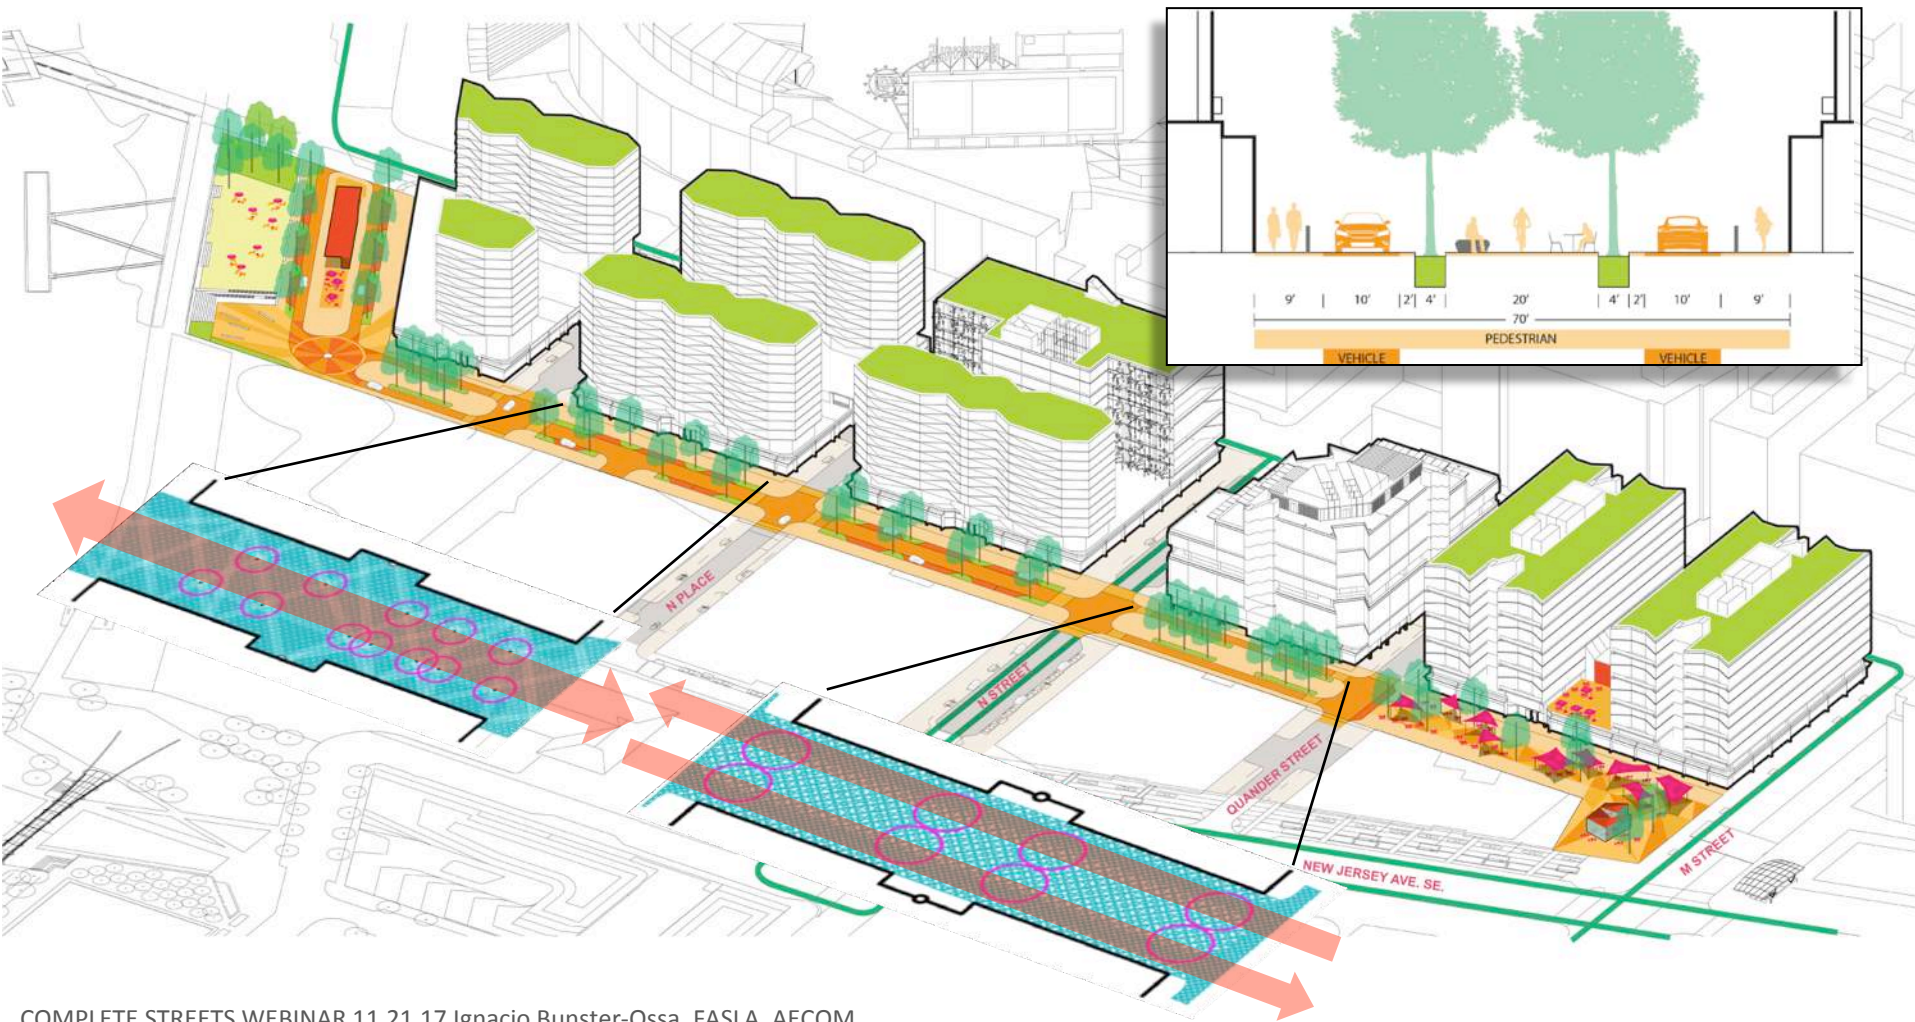 9' 10' 2' 4' 20' 4' 2' 10' 9'
70'
PEDESTRIAN
VEHICLE VEHICLE
N PLACE
N STREET
QUANDER STREET
NEW JERSEY AVE. SE.
M STREET
COMPLETE STREETS WEBINAR 11.21.17 Ignacio Bunster-Ossa, FASLA, AECOM